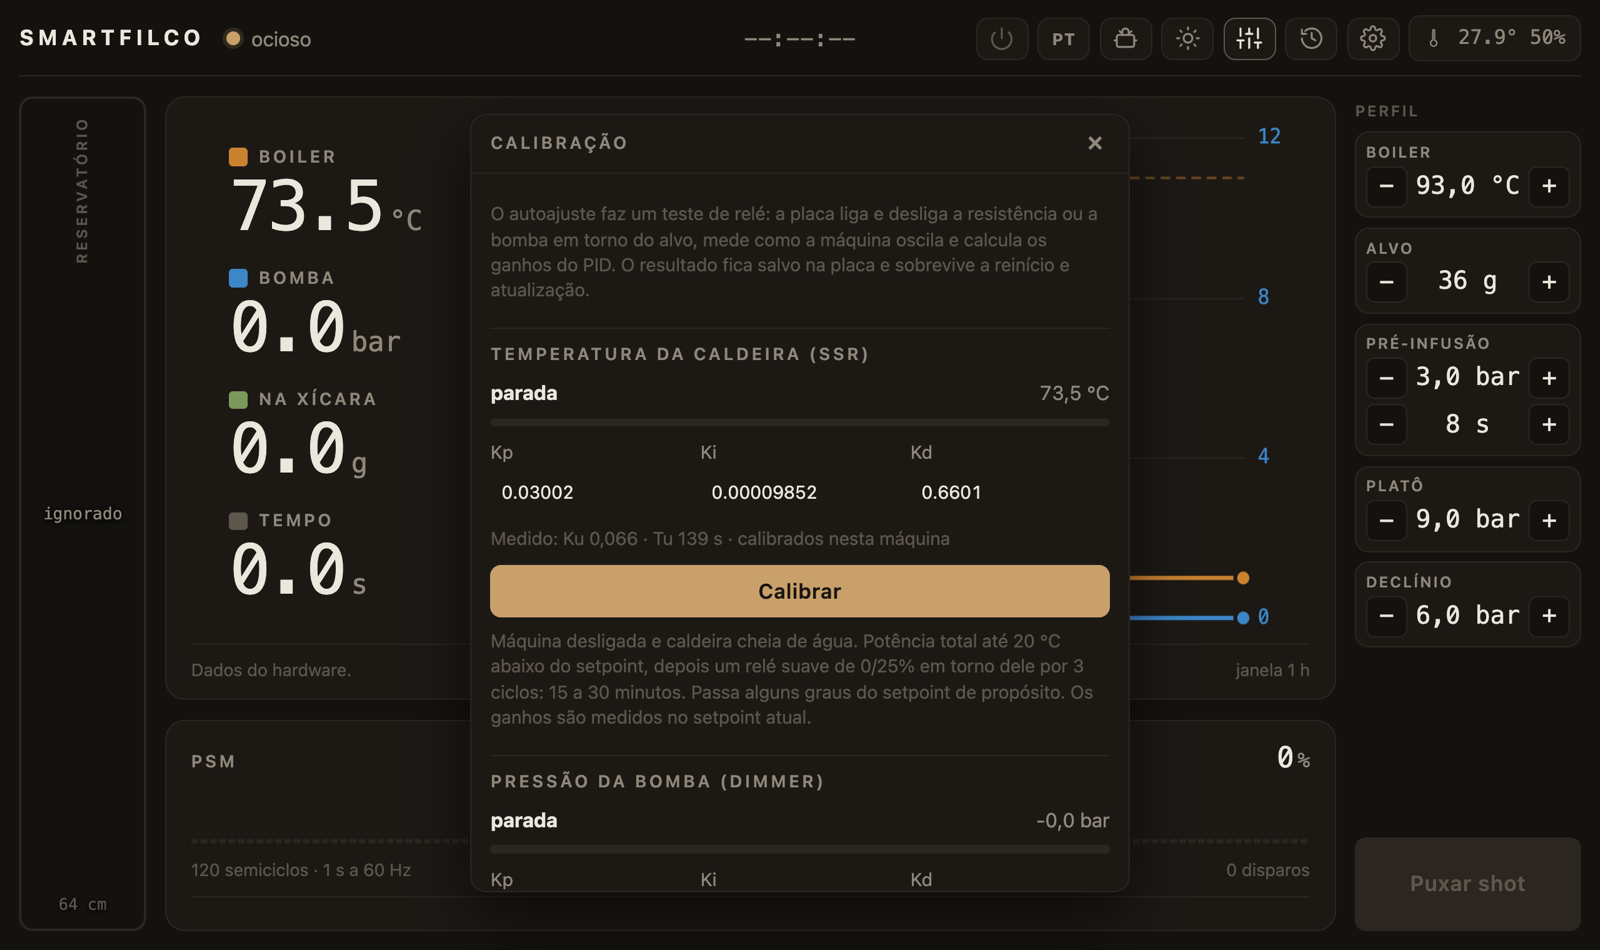 SMARTFILCO
ocioso
--:--:--
PT
27.9° 50%
RESERVATÓRIO
ignorado
64 cm
BOILER
73.5 °C
BOMBA
0.0 bar
NA XÍCARA
0.0 g
TEMPO
0.0 s
Dados do hardware.
12
8
4
0
janela 1 h
CALIBRAÇÃO
×
O autoajuste faz um teste de relé: a placa liga e desliga a resistência ou a
bomba em torno do alvo, mede como a máquina oscila e calcula os
ganhos do PID. O resultado fica salvo na placa e sobrevive a reinício e
atualização.
TEMPERATURA DA CALDEIRA (SSR)
parada 73,5 °C
Kp Ki Kd
0.03002 0.00009852 0.6601
Medido: Ku 0,066 · Tu 139 s · calibrados nesta máquina
Calibrar
Máquina desligada e caldeira cheia de água. Potência total até 20 °C
abaixo do setpoint, depois um relé suave de 0/25% em torno dele por 3
ciclos: 15 a 30 minutos. Passa alguns graus do setpoint de propósito. Os
ganhos são medidos no setpoint atual.
PRESSÃO DA BOMBA (DIMMER)
parada -0,0 bar
Kp Ki Kd
PSM
0%
120 semiciclos · 1 s a 60 Hz
0 disparos
PERFIL
BOILER
− 93,0 °C +
ALVO
− 36 g +
PRÉ-INFUSÃO
− 3,0 bar +
− 8 s +
PLATÔ
− 9,0 bar +
DECLÍNIO
− 6,0 bar +
Puxar shot